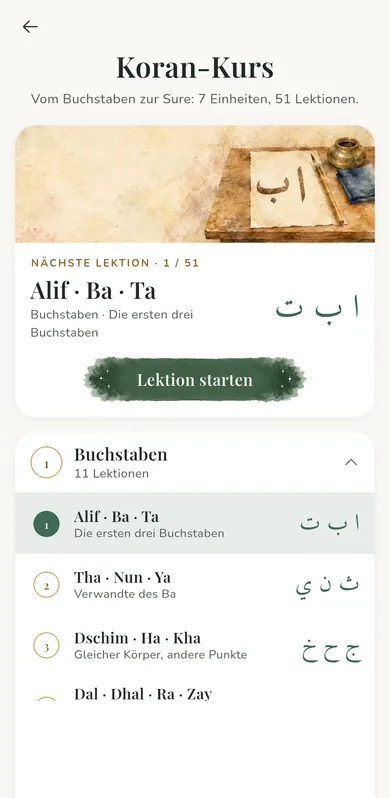 Koran-Kurs
Vom Buchstaben zur Sure: 7 Einheiten, 51 Lektionen.
اب
NÄCHSTE LEKTION · 1 / 51
Alif · Ba · Ta
ا ب ت
Buchstaben · Die ersten drei
Buchstaben
Lektion starten
1
Buchstaben
11 Lektionen
1
Alif · Ba · Ta
ا ب ت
Die ersten drei Buchstaben
2
Tha · Nun · Ya
ث ن ي
Verwandte des Ba
3
Dschim · Ha · Kha
ج ح خ
Gleicher Körper, andere Punkte
Dal · Dhal · Ra · Zay